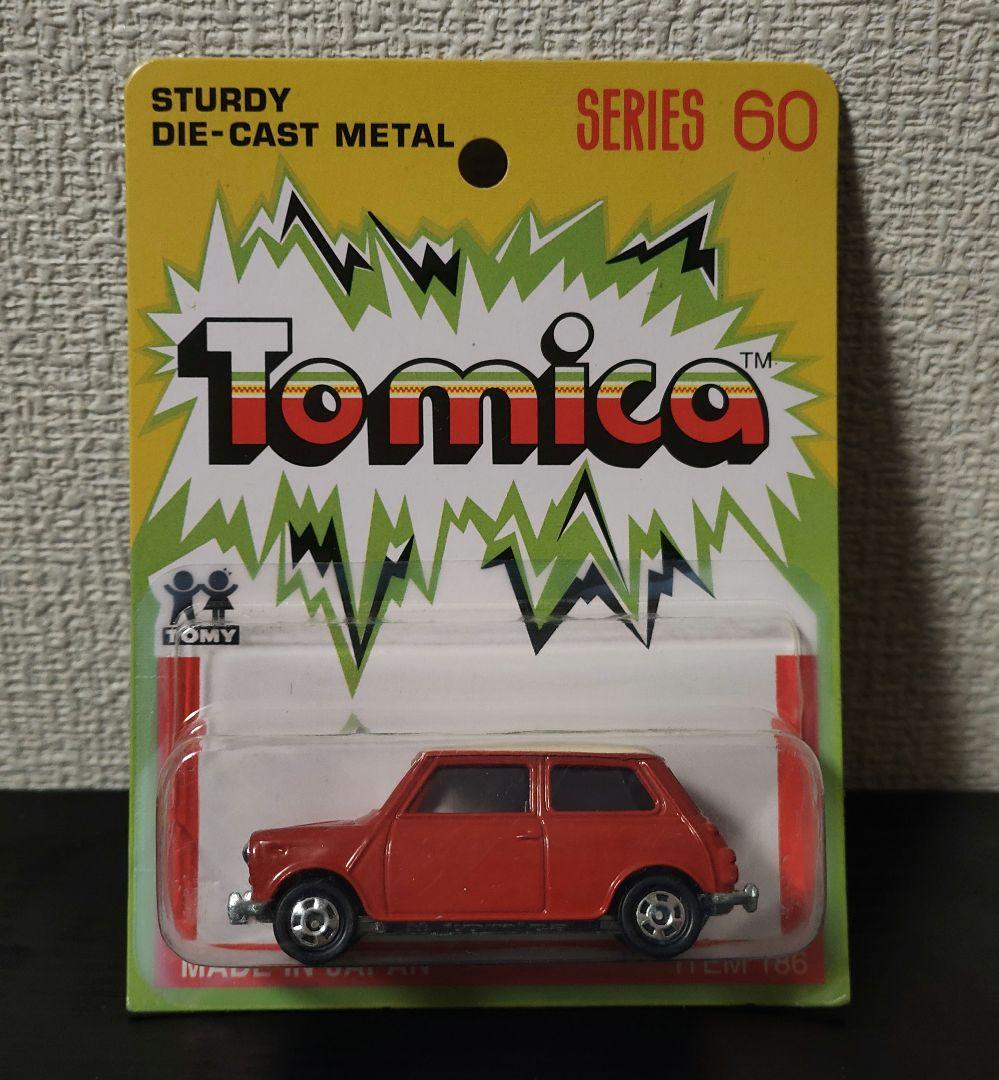 STURDY
DIE-CAST METAL
SERIES 60
Tomica™
TOMY
MADE IN JAPAN
ITEM 186